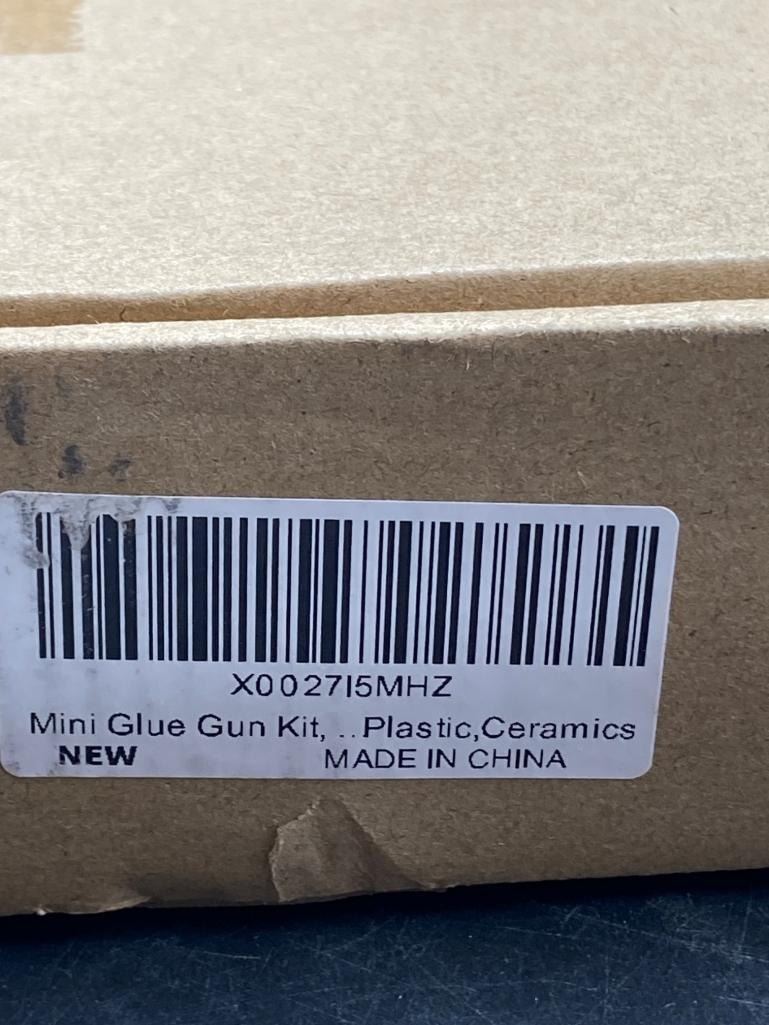 X0027I5MHZ
Mini Glue Gun Kit, ..Plastic,Ceramics
NEW MADE IN CHINA